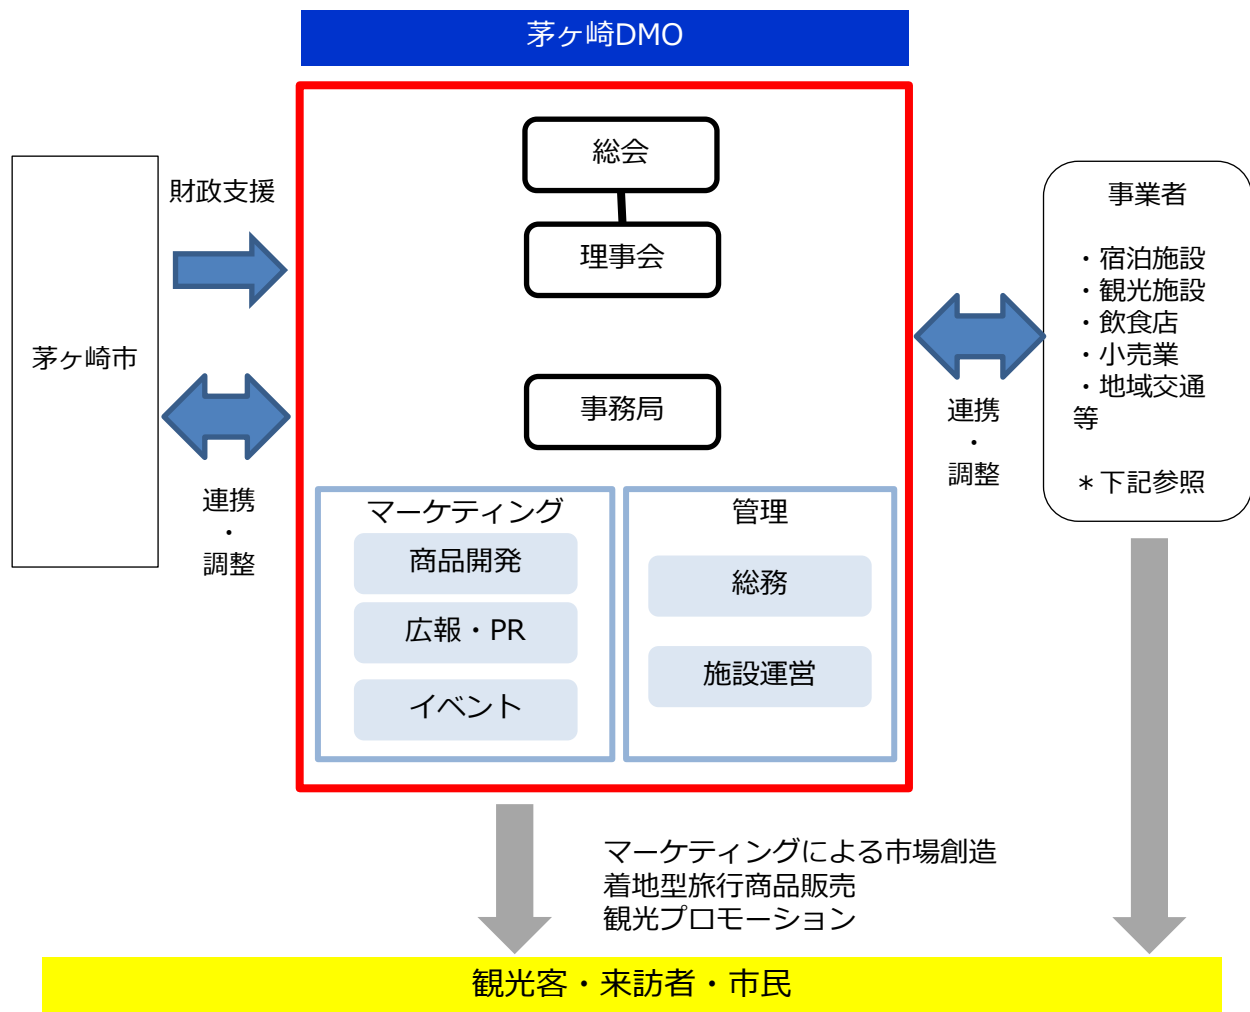 茅ヶ崎DMO
総会
理事会
事務局
財政支援
茅ヶ崎市
連携
・
調整
マーケティング
商品開発
広報・PR
イベント
管理
総務
施設運営
連携
・
調整
事業者
・宿泊施設
・観光施設
・飲食店
・小売業
・地域交通
等
＊下記参照
マーケティングによる市場創造
着地型旅行商品販売
観光プロモーション
観光客・来訪者・市民